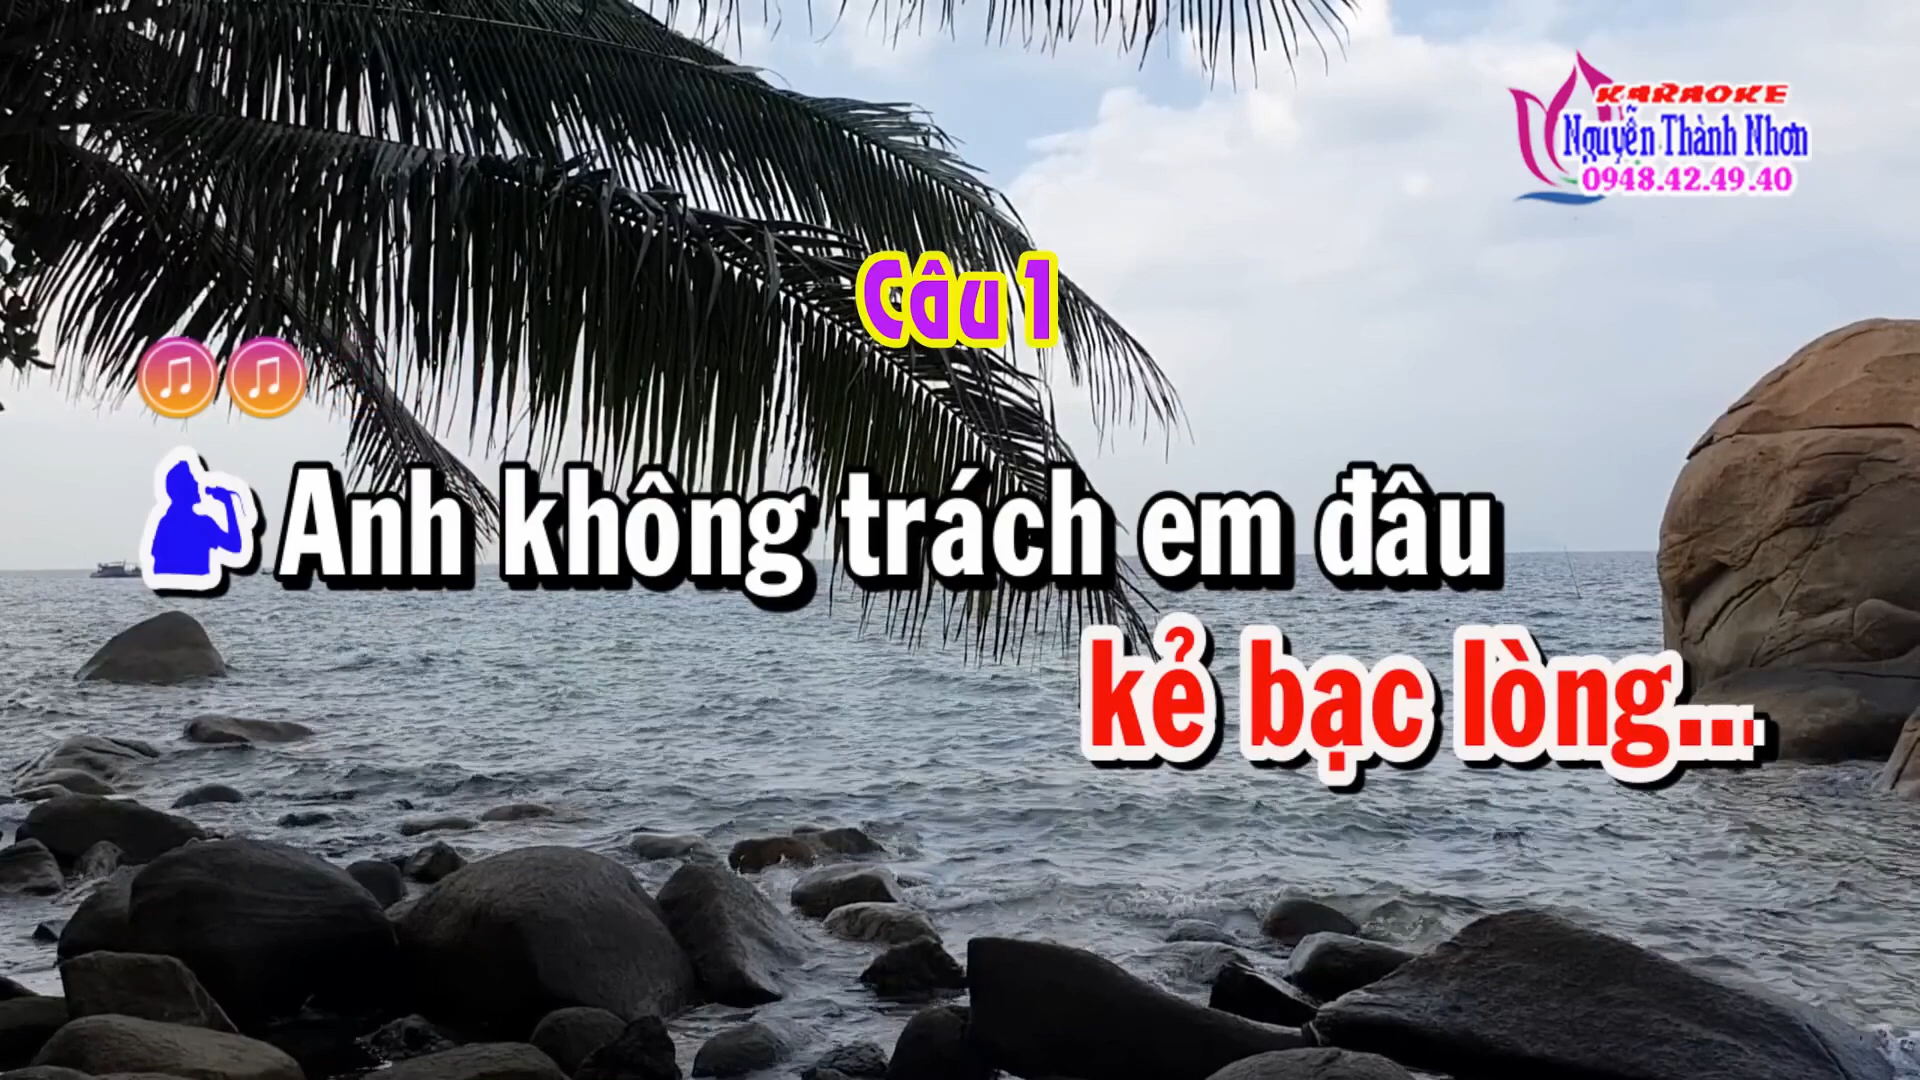 KARAOKE
Nguyễn Thành Nhơn
0948.42.49.40
Câu 1
Anh không trách em đâu
kẻ bạc lòng...